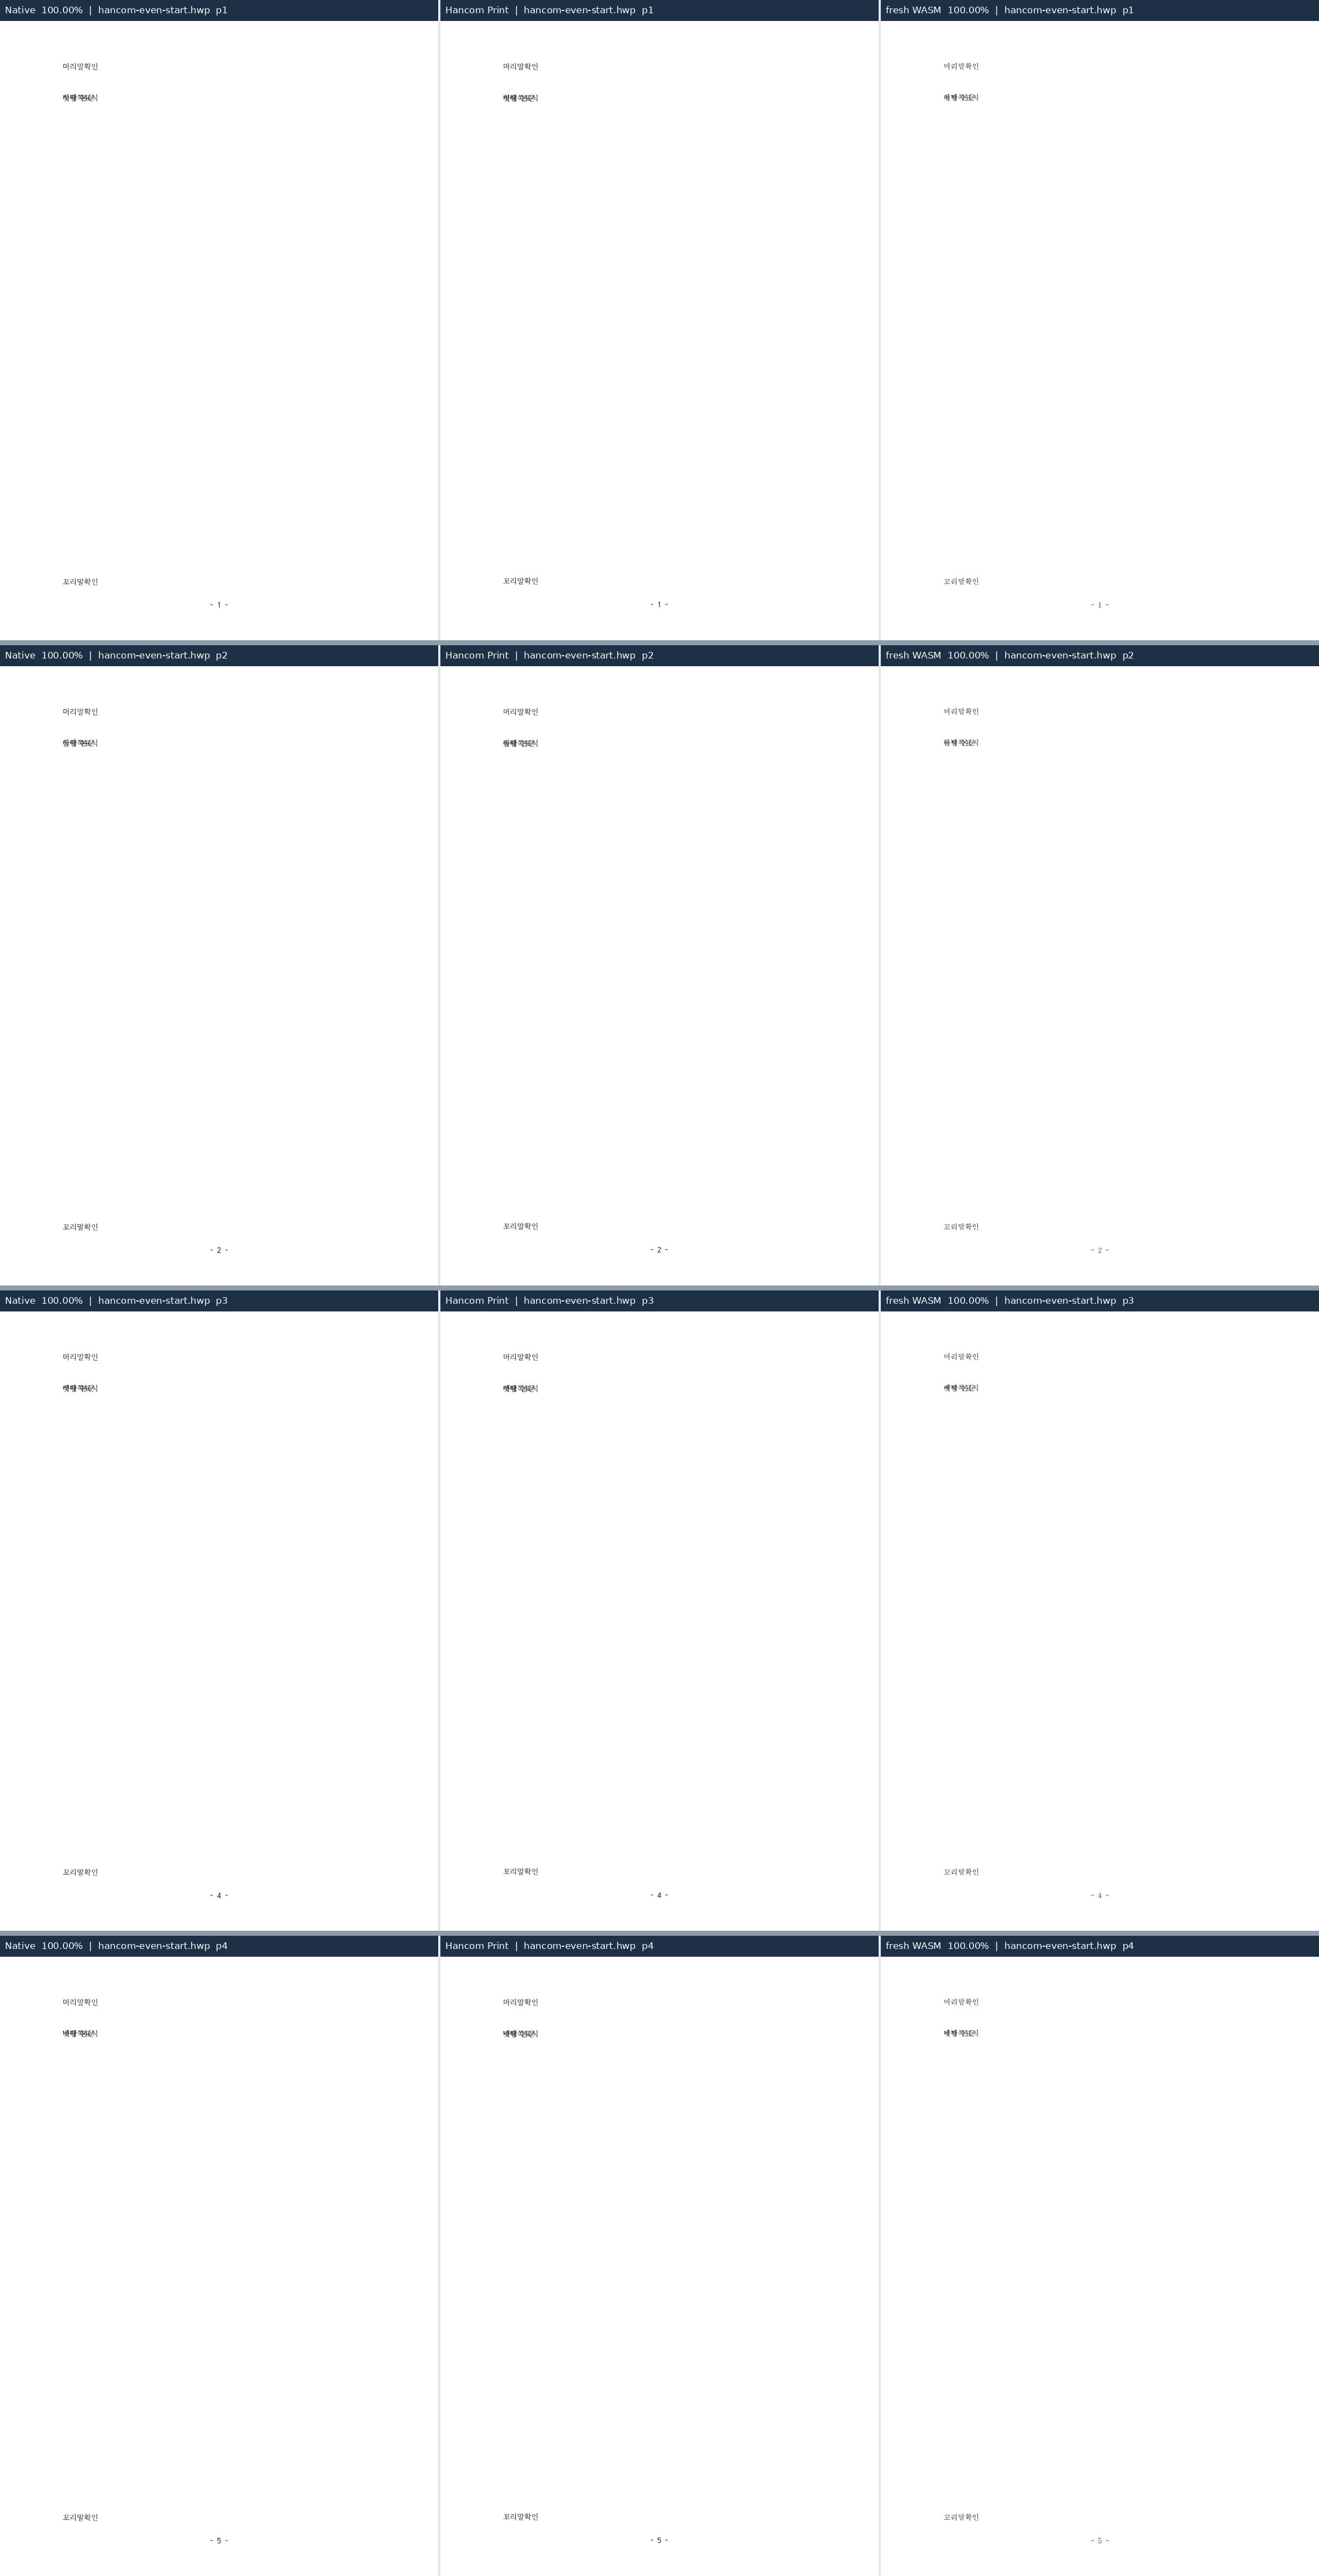 Native 100.00% | hancom-even-start.hwp p1
머리말확인
꼬리말확인
- 1 -
Hancom Print | hancom-even-start.hwp p1
머리말확인
꼬리말확인
- 1 -
fresh WASM 100.00% | hancom-even-start.hwp p1
머리말확인
꼬리말확인
- 1 -
Native 100.00% | hancom-even-start.hwp p2
머리말확인
꼬리말확인
- 2 -
Hancom Print | hancom-even-start.hwp p2
머리말확인
꼬리말확인
- 2 -
fresh WASM 100.00% | hancom-even-start.hwp p2
머리말확인
꼬리말확인
- 2 -
Native 100.00% | hancom-even-start.hwp p3
머리말확인
꼬리말확인
- 4 -
Hancom Print | hancom-even-start.hwp p3
머리말확인
꼬리말확인
- 4 -
fresh WASM 100.00% | hancom-even-start.hwp p3
머리말확인
꼬리말확인
- 4 -
Native 100.00% | hancom-even-start.hwp p4
머리말확인
꼬리말확인
- 5 -
Hancom Print | hancom-even-start.hwp p4
머리말확인
꼬리말확인
- 5 -
fresh WASM 100.00% | hancom-even-start.hwp p4
머리말확인
꼬리말확인
- 5 -